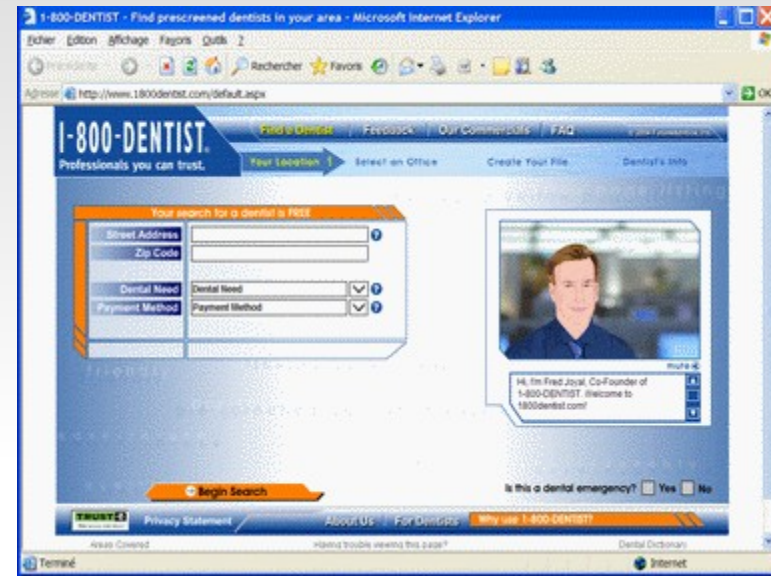 1-800-DENTIST - Find prescreened dentists in your area - Microsoft Internet Explorer
Fichier Edition Affichage Favoris Outils ?
Rechercher Favoris
Adresse http://www.1800dentist.com/default.aspx OK
1-800-DENTIST.
Professionals you can trust.
Find a Dentist Feedback Our Commercials FAQ
Your Location Select an Office Create Your File Dentist's Info
Your search for a dentist is FREE
Street Address
Zip Code
Dental Need Dental Need
Payment Method Payment Method
friendly
mute
Hi, I'm Fred Joyal, Co-Founder of
1-800-DENTIST. Welcome to
1800dentist.com!
Begin Search
Is this a dental emergency? Yes No
TRUSTe Privacy Statement About Us For Dentists Why use 1-800-DENTIST?
Areas Covered Having trouble viewing this page? Dental Dictionary
Terminé Internet